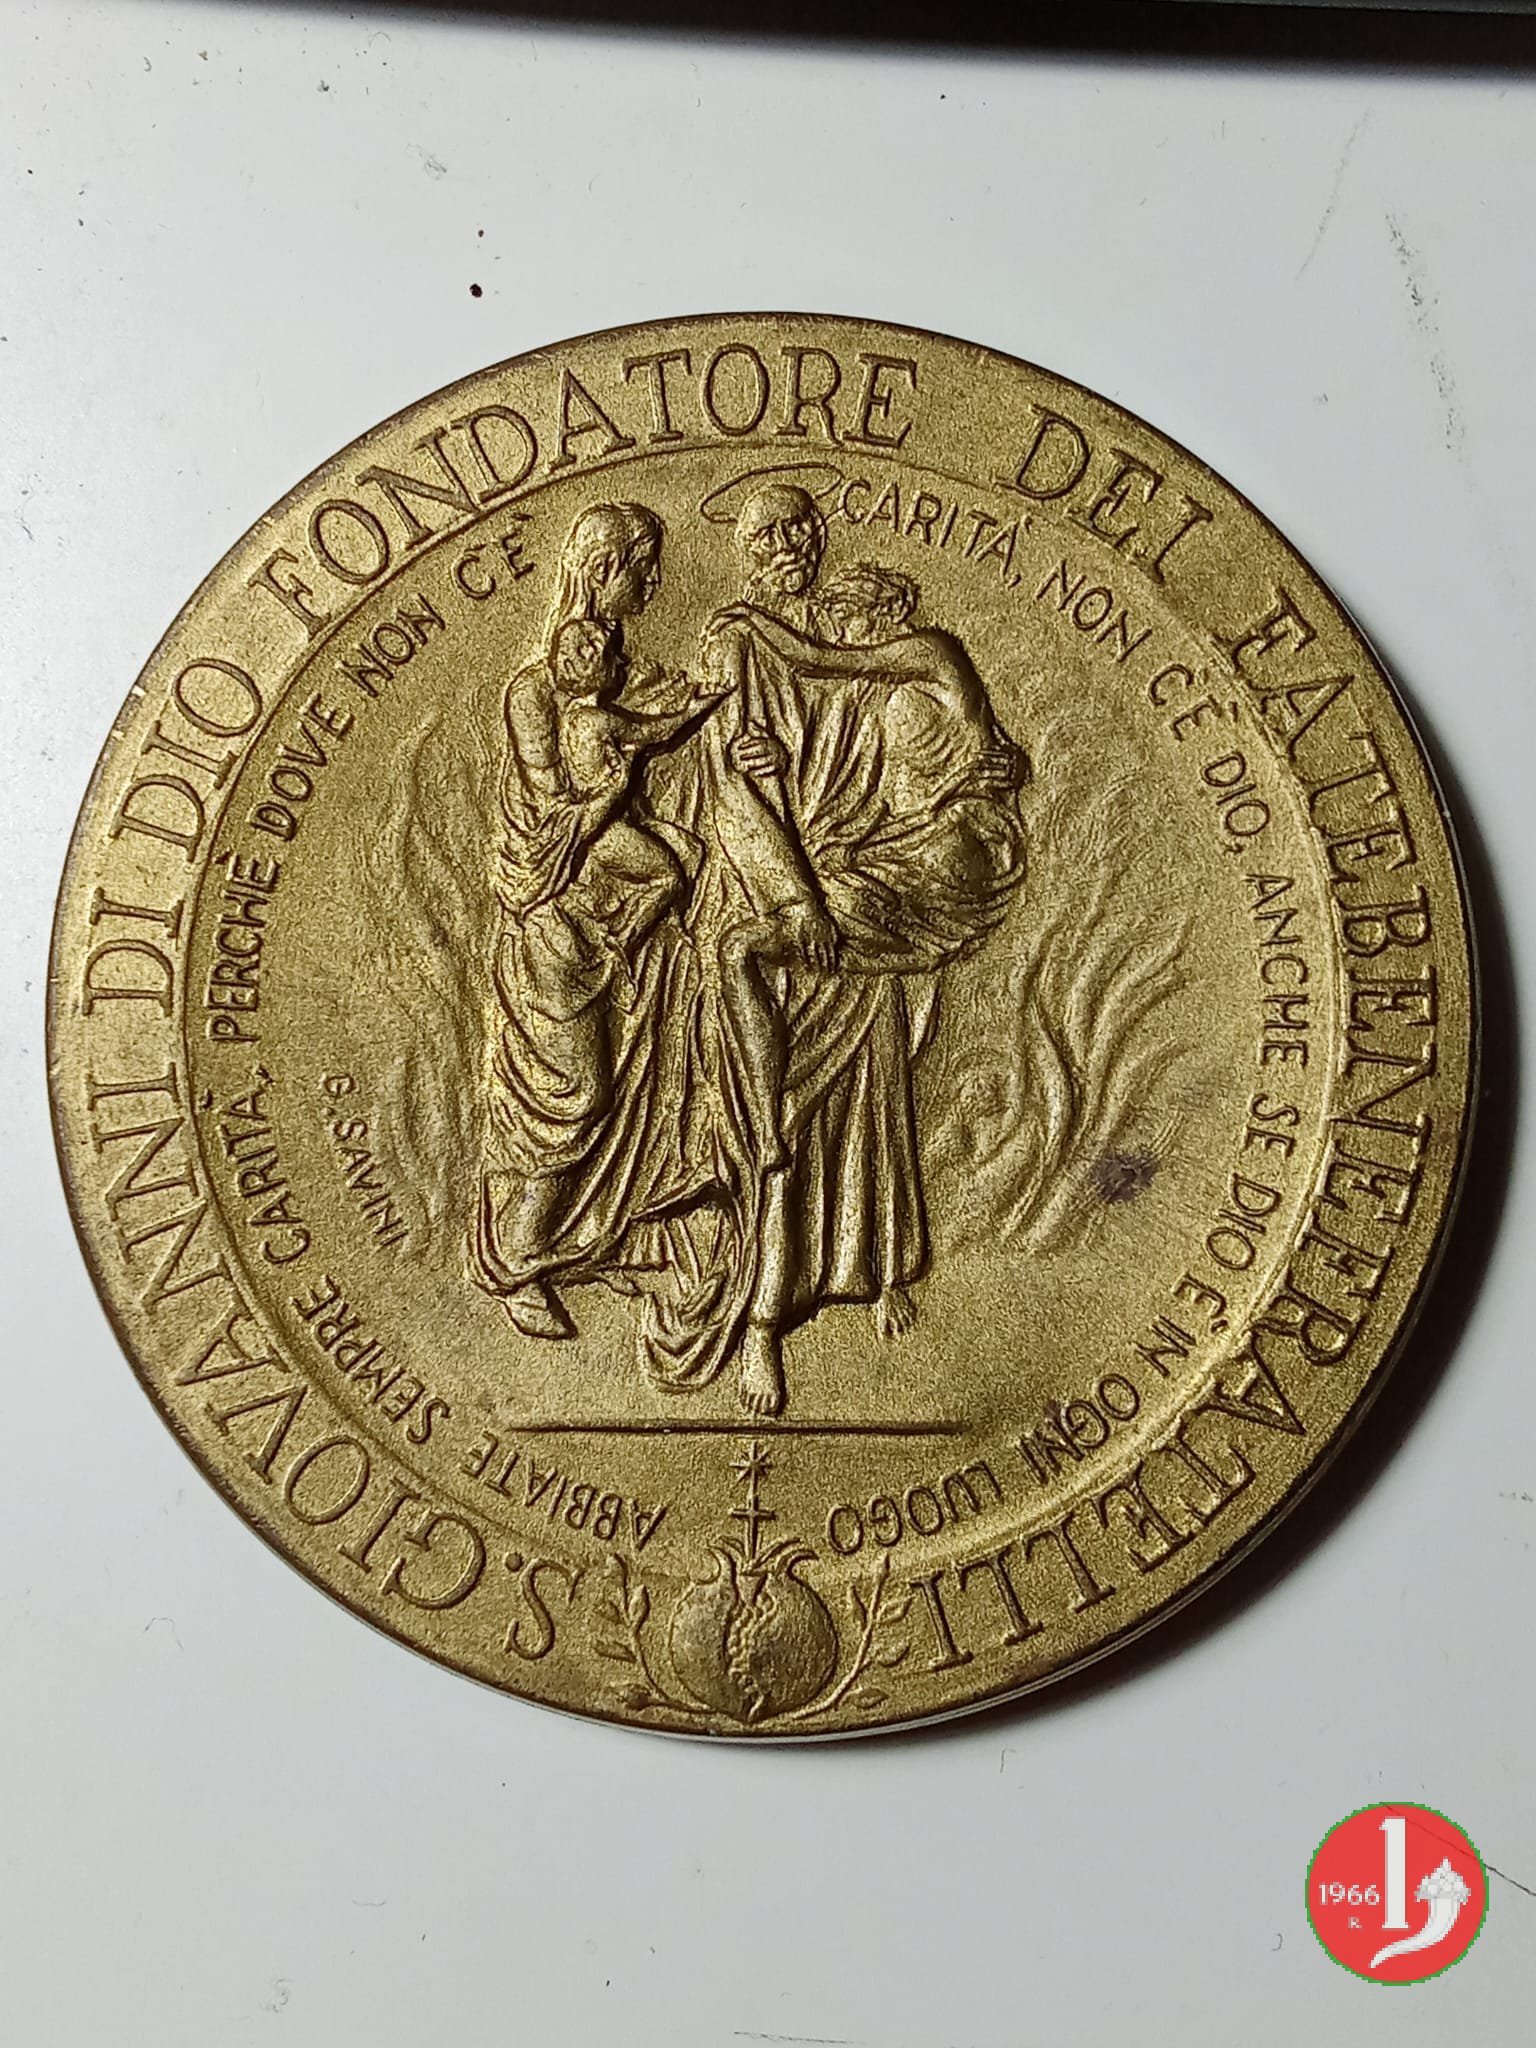 S. GIOVANNI DI DIO FONDATORE DEI FATEBENEFRATELLI
ABBIATE SEMPRE CARITÀ, PERCHÈ DOVE NON C'È CARITÀ, NON C'È DIO, ANCHE SE DIO E' IN OGNI LUOGO
G. SAVINI
1966
R